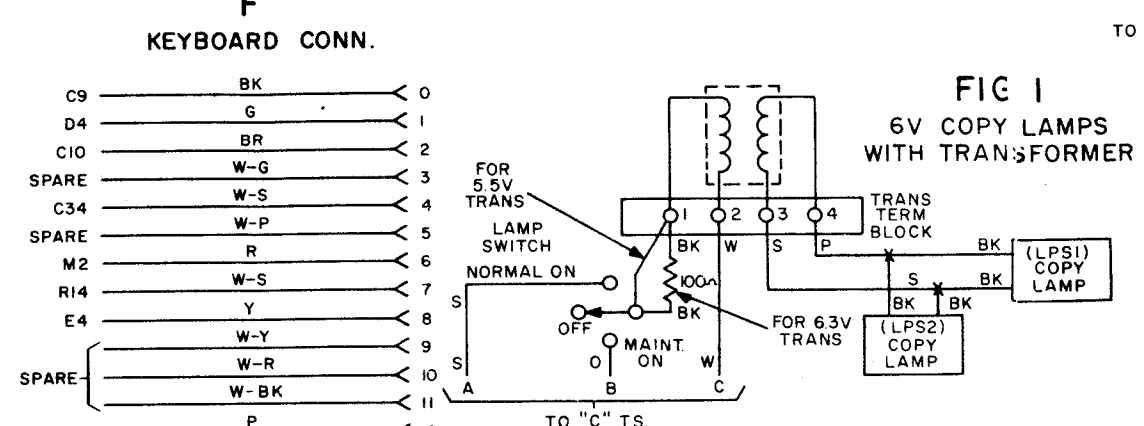 F
KEYBOARD CONN.
C9 BK 0
D4 G 1
C10 BR 2
SPARE W-G 3
C34 W-S 4
SPARE W-P 5
M2 R 6
R14 W-S 7
E4 Y 8
W-Y 9
SPARE W-R 10
W-BK 11
P
TO
FIG 1
6V COPY LAMPS
WITH TRANSFORMER
FOR
5.5V
TRANS
LAMP
SWITCH
NORMAL ON
OFF
MAINT.
ON
1 2 3 4
TRANS
TERM
BLOCK
BK W S P
100Ω
BK
FOR 6.3V
TRANS
S
S
O
W
A B C
TO "C" TS.
BK
S BK
(LPS1)
COPY
LAMP
BK BK
(LPS2)
COPY
LAMP